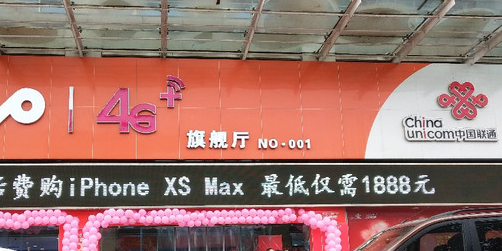 4G+
旗舰厅 NO·001
China
unicom中国联通
话费购iPhone XS Max 最低仅需1888元